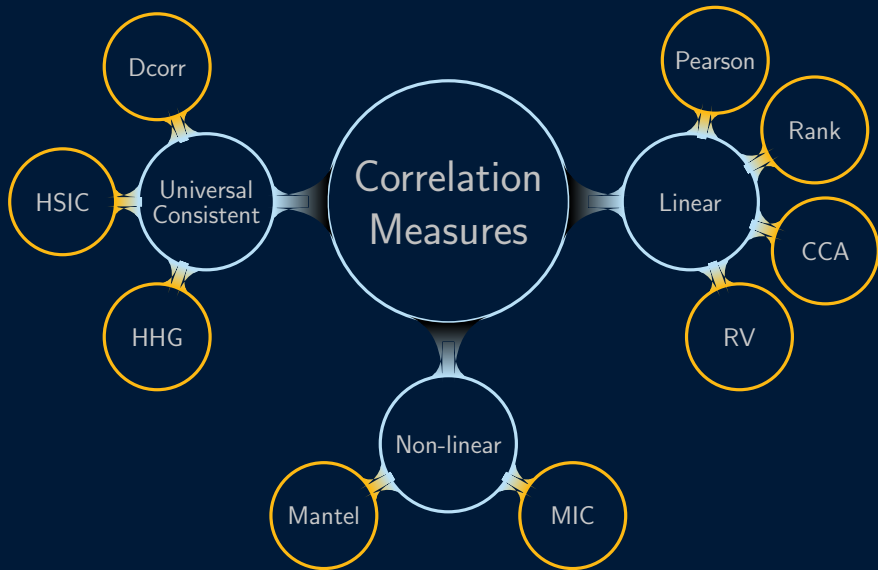 Correlation
Measures
Universal
Consistent
Dcorr
HSIC
HHG
Linear
Pearson
Rank
CCA
RV
Non-linear
Mantel
MIC